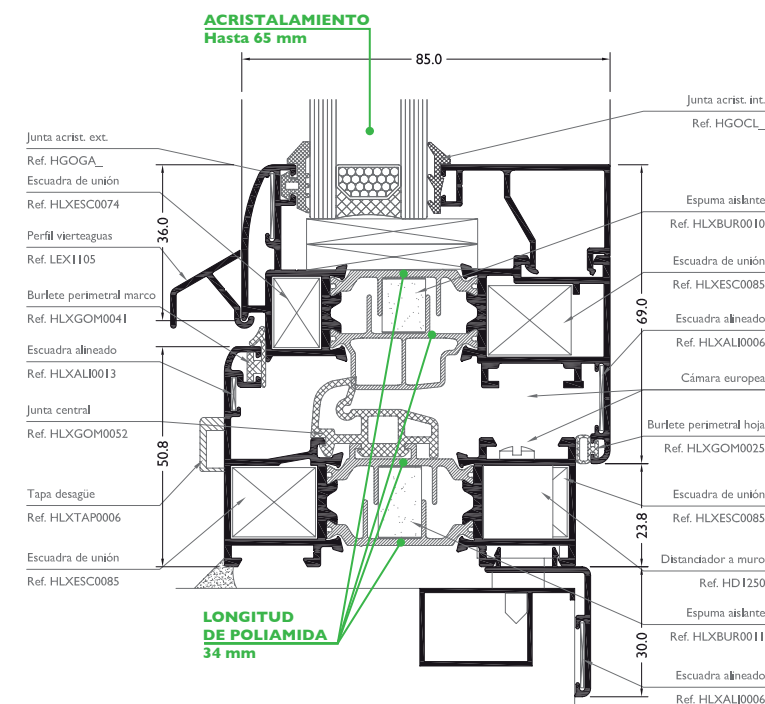 ACRISTALAMIENTO
Hasta 65 mm
85.0
Junta acrist. ext.
Ref. HGOGA_
Escuadra de unión
Ref. HLXESC0074
Perfil vierteaguas
Ref. LEX1105
Burlete perimetral marco
Ref. HLXGOM0041
Escuadra alineado
Ref. HLXALI0013
Junta central
Ref. HLXGOM0052
Tapa desagüe
Ref. HLXTAP0006
Escuadra de unión
Ref. HLXESC0085
36.0
50.8
Junta acrist. int.
Ref. HGOCL_
Espuma aislante
Ref. HLXBUR0010
Escuadra de unión
Ref. HLXESC0085
Escuadra alineado
Ref. HLXALI0006
Cámara europea
Burlete perimetral hoja
Ref. HLXGOM0025
Escuadra de unión
Ref. HLXESC0085
Distanciador a muro
Ref. HD1250
Espuma aislante
Ref. HLXBUR0011
Escuadra alineado
Ref. HLXALI0006
69.0
23.8
30.0
LONGITUD
DE POLIAMIDA
34 mm